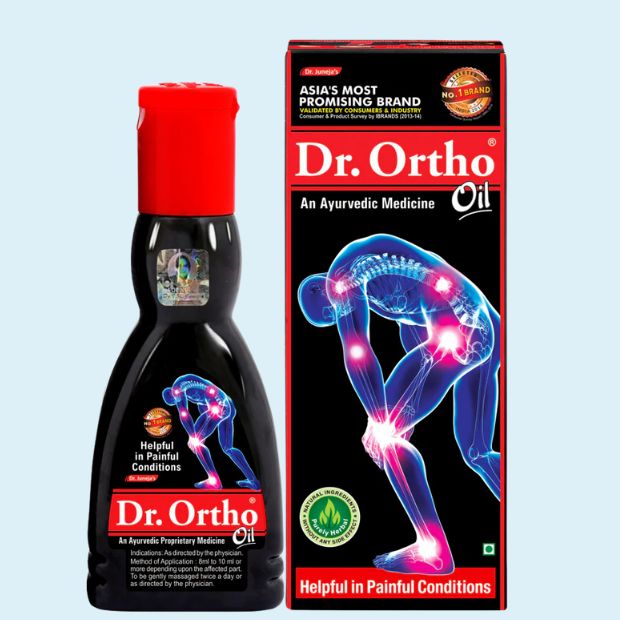 Dr. Juneja's
ASIA'S MOST
PROMISING BRAND
VALIDATED BY CONSUMERS & INDUSTRY
Consumer & Product Survey by IBRANDS (2013-14)
NO.1 BRAND
Dr. Ortho®
Oil
An Ayurvedic Medicine
NATURAL INGREDIENTS
Purely Herbal
WITHOUT ANY SIDE EFFECT
Helpful in Painful Conditions
NO.1 BRAND
Helpful
in Painful
Conditions
Dr. Juneja's
Dr. Ortho®
Oil
An Ayurvedic Proprietary Medicine
Indications: As directed by the physician.
Method of Application : 8ml to 10 ml or
more depending upon the affected part.
To be gently massaged twice a day or
as directed by the physician.